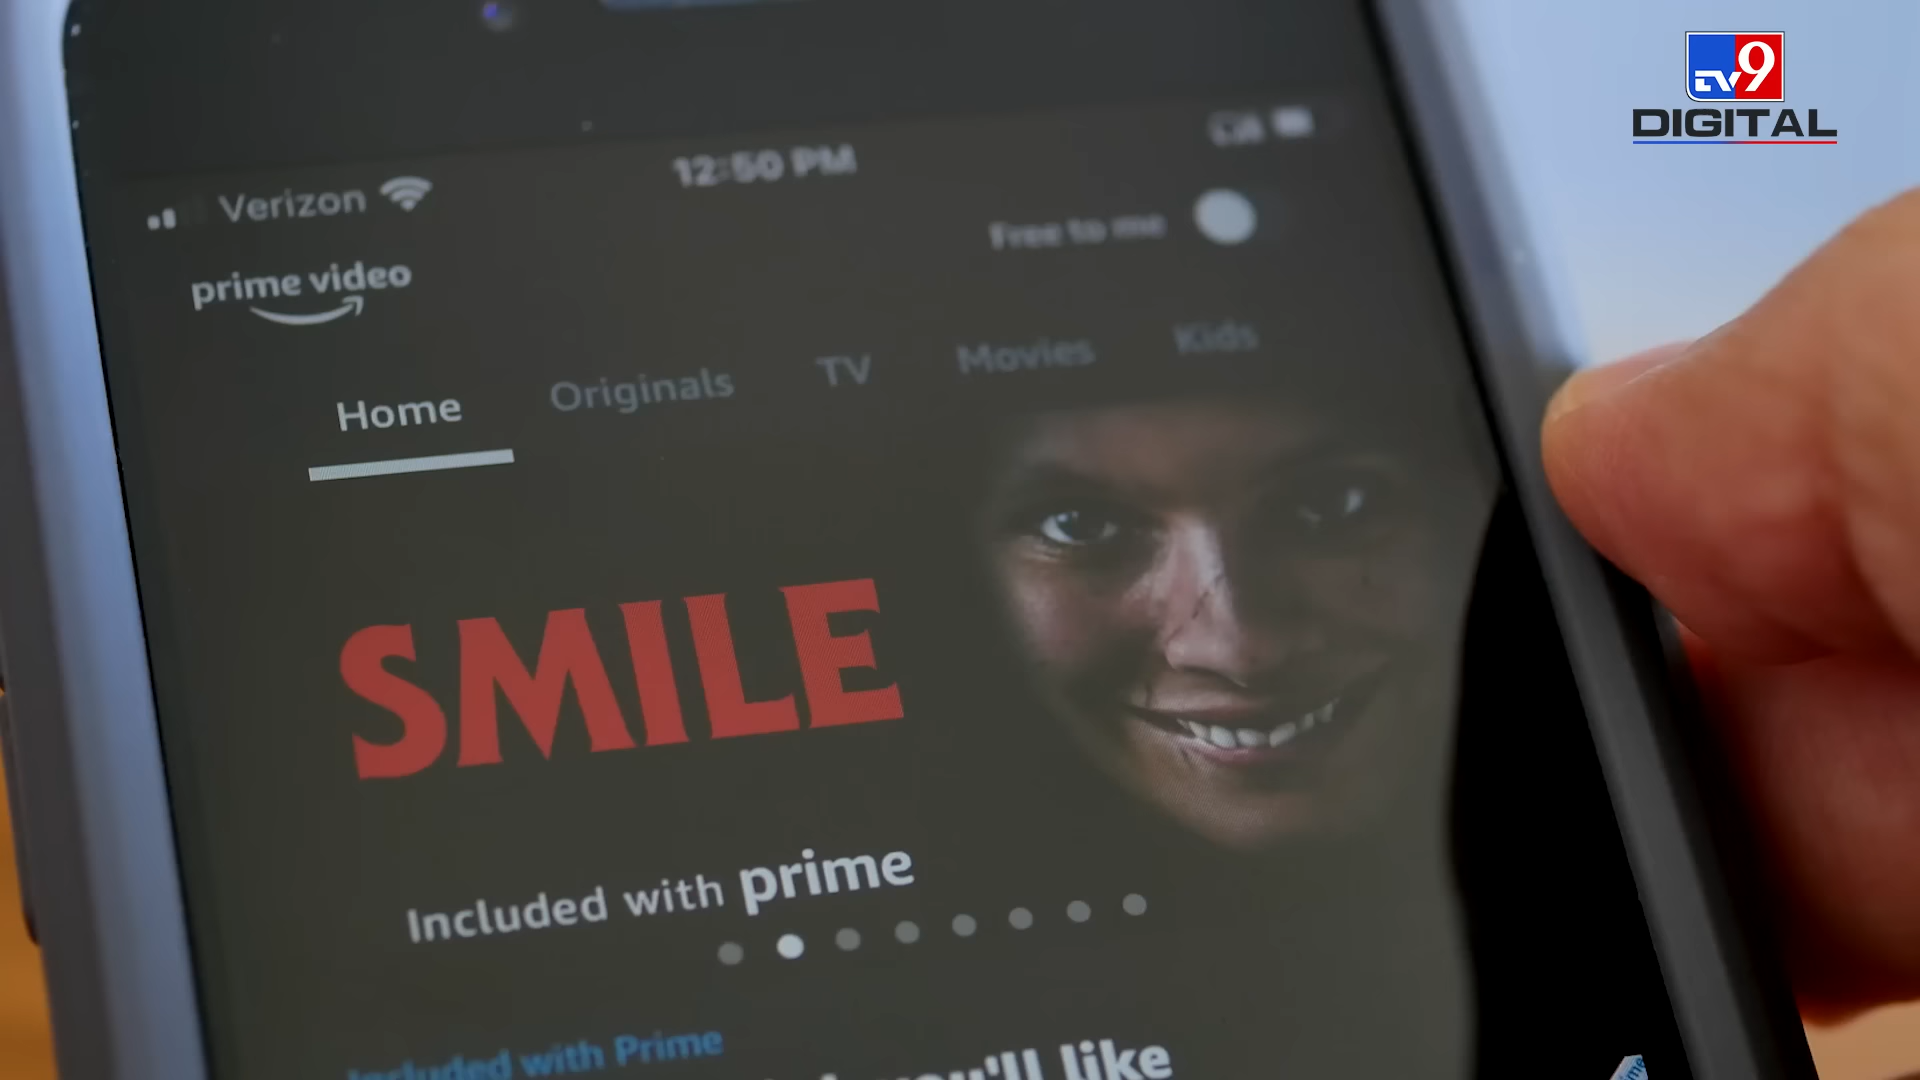 TV9
DIGITAL
12:50 PM
Verizon
Free to me
prime video
Home Originals TV Movies Kids
SMILE
Included with prime
Included with Prime
you'll like